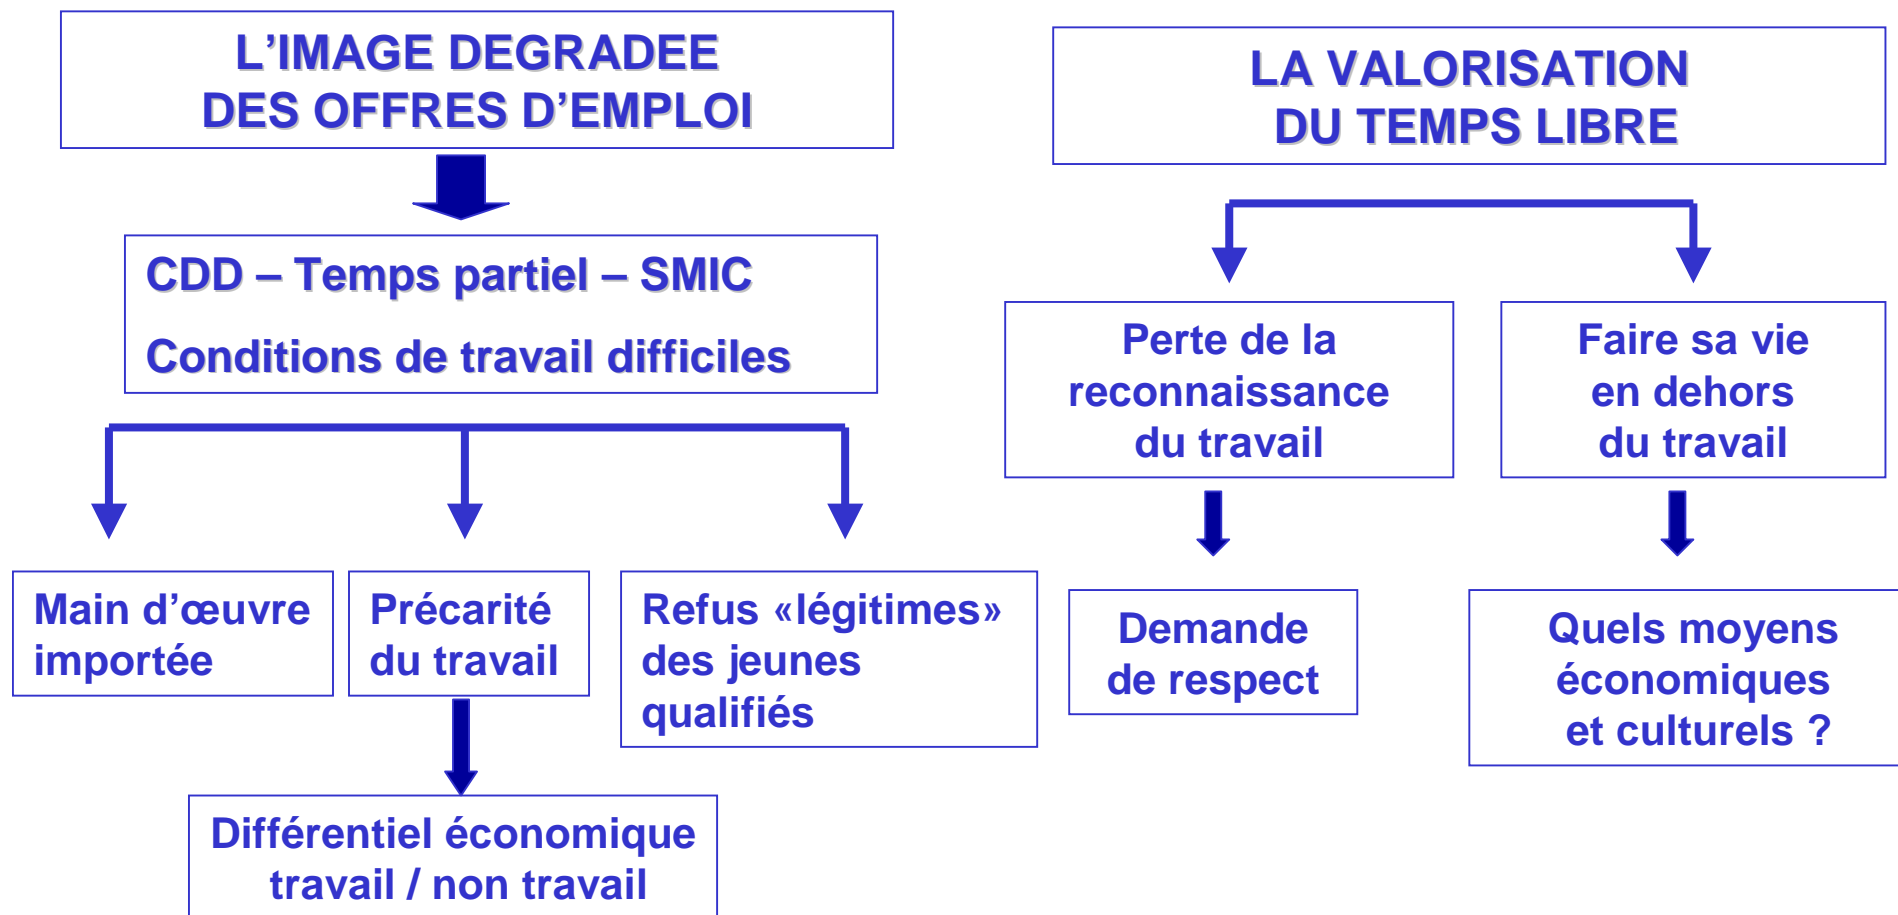 L’IMAGE DEGRADEE
DES OFFRES D’EMPLOI
CDD – Temps partiel – SMIC
Conditions de travail difficiles
Main d’œuvre
importée
Précarité
du travail
Refus «légitimes»
des jeunes
qualifiés
Différentiel économique
travail / non travail
LA VALORISATION
DU TEMPS LIBRE
Perte de la
reconnaissance
du travail
Faire sa vie
en dehors
du travail
Demande
de respect
Quels moyens
économiques
et culturels ?